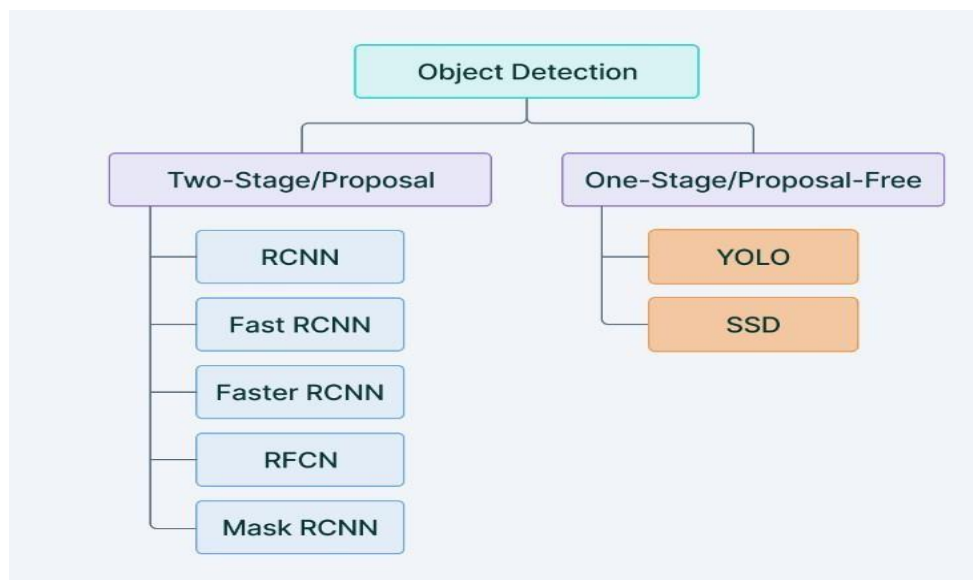 Object Detection
Two-Stage/Proposal
One-Stage/Proposal-Free
RCNN
Fast RCNN
Faster RCNN
RFCN
Mask RCNN
YOLO
SSD